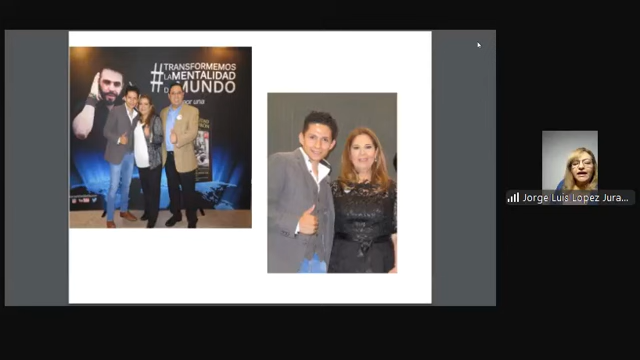 #TRANSFORMEMOS
LA MENTALIDAD
DEL MUNDO
Jorge Luis Lopez Jura...